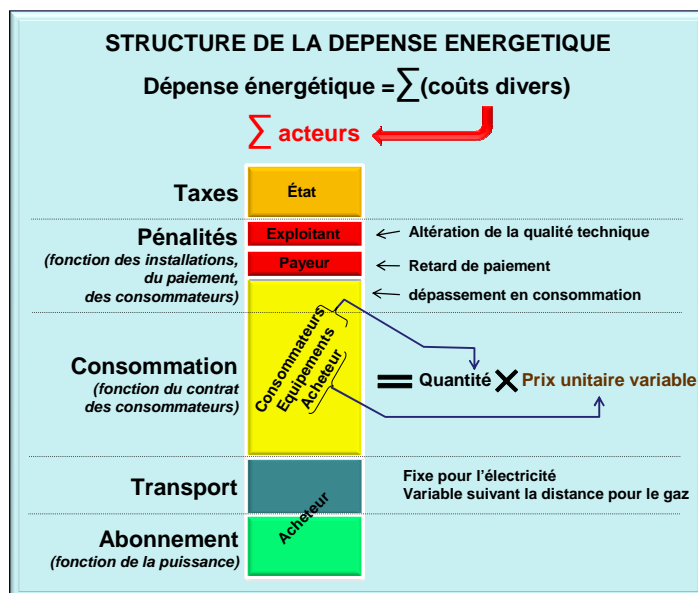 STRUCTURE DE LA DEPENSE ENERGETIQUE
Dépense énergétique =∑(coûts divers)
∑ acteurs
Taxes
État
Pénalités
(fonction des installations,
du paiement,
des consommateurs)
Exploitant
Altération de la qualité technique
Payeur
Retard de paiement
dépassement en consommation
Consommation
(fonction du contrat
des consommateurs)
Consommateurs
Equipements
Acheteur
= Quantité × Prix unitaire variable
Transport
Fixe pour l'électricité
Variable suivant la distance pour le gaz
Acheteur
Abonnement
(fonction de la puissance)